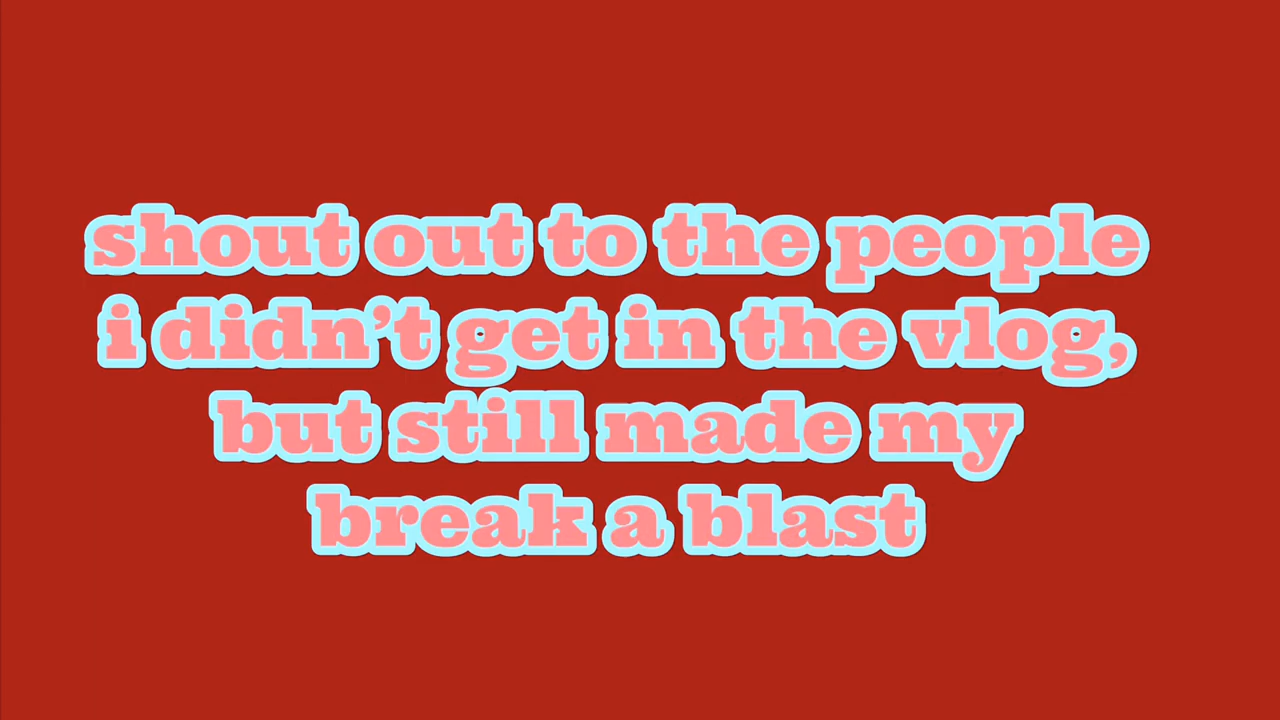 shout out to the people
i didn’t get in the vlog,
but still made my
break a blast